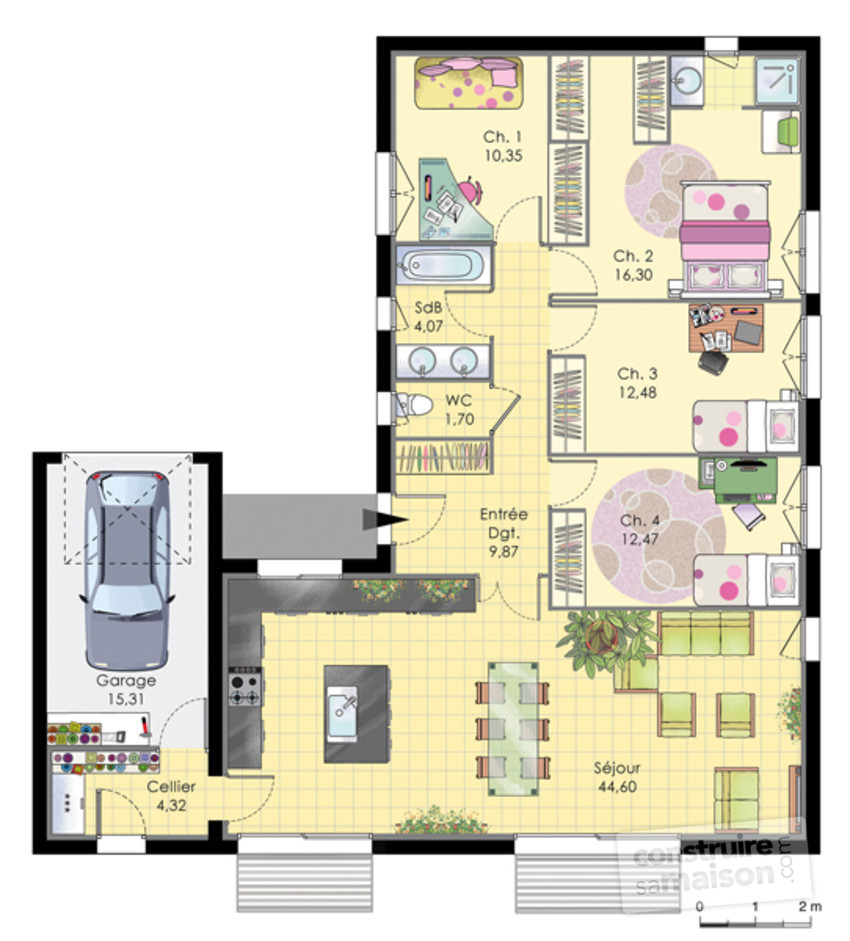 Ch. 1
10,35
Ch. 2
16,30
SdB
4,07
Ch. 3
12,48
WC
1,70
Entrée
Dgt.
9,87
Ch. 4
12,47
Garage
15,31
Cellier
4,32
Séjour
44,60
construire
samaison.com
0 1 2 m